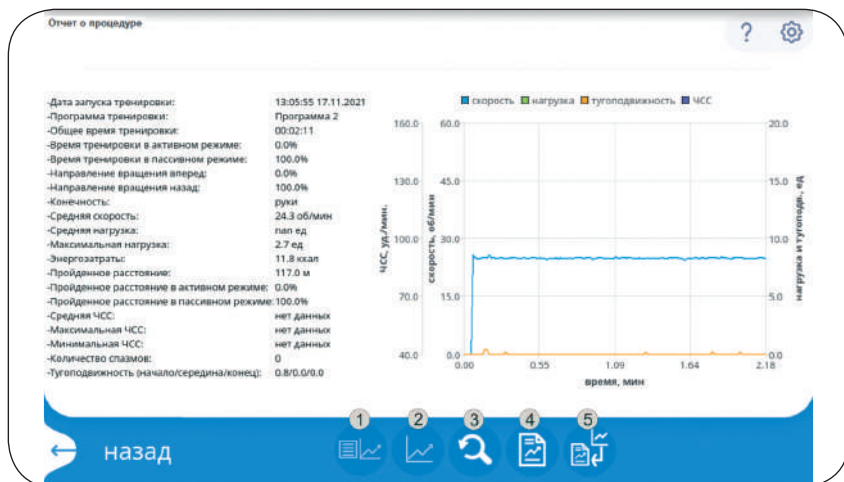 Отчет о процедуре
?
-Дата запуска тренировки: 13:05:55 17.11.2021
-Программа тренировки: Программа 2
-Общее время тренировки: 00:02:11
-Время тренировки в активном режиме: 0.0%
-Время тренировки в пассивном режиме: 100.0%
-Направление вращения вперед: 0.0%
-Направление вращения назад: 100.0%
-Конечность: руки
-Средняя скорость: 24.3 об/мин
-Средняя нагрузка: nan ед
-Максимальная нагрузка: 2.7 ед
-Энергозатраты: 11.8 ккал
-Пройденное расстояние: 117.0 м
-Пройденное расстояние в активном режиме: 0.0%
-Пройденное расстояние в пассивном режиме: 100.0%
-Средняя ЧСС: нет данных
-Максимальная ЧСС: нет данных
-Минимальная ЧСС: нет данных
-Количество спазмов: 0
-Тугоподвижность (начало/середина/конец): 0.8/0.0/0.0
скорость нагрузка тугоподвижность ЧСС
160.0 60.0 20.0
130.0 45.0 15.0
100.0 30.0 10.0
70.0 15.0 5.0
40.0 0.0 0.0
ЧСС, уд./мин.
скорость, об/мин
нагрузка и тугоподв., ед
0.00 0.55 1.09 1.64 2.18
время, мин
1 2 3 4 5
назад